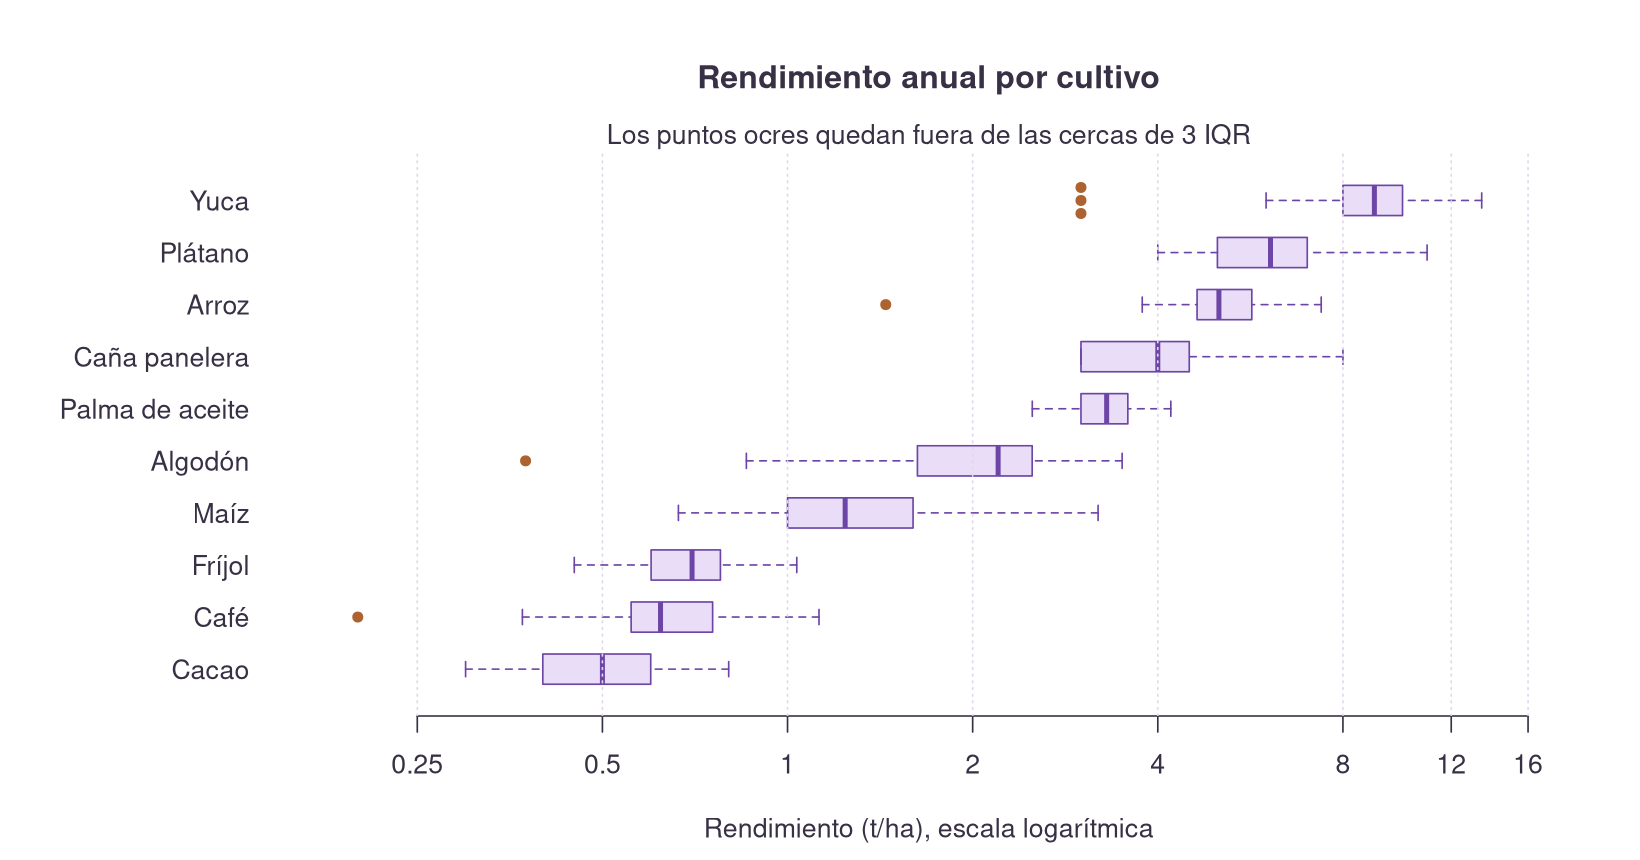 Rendimiento anual por cultivo
Los puntos ocres quedan fuera de las cercas de 3 IQR
Yuca
Plátano
Arroz
Caña panelera
Palma de aceite
Algodón
Maíz
Fríjol
Café
Cacao
0.25 0.5 1 2 4 8 12 16
Rendimiento (t/ha), escala logarítmica